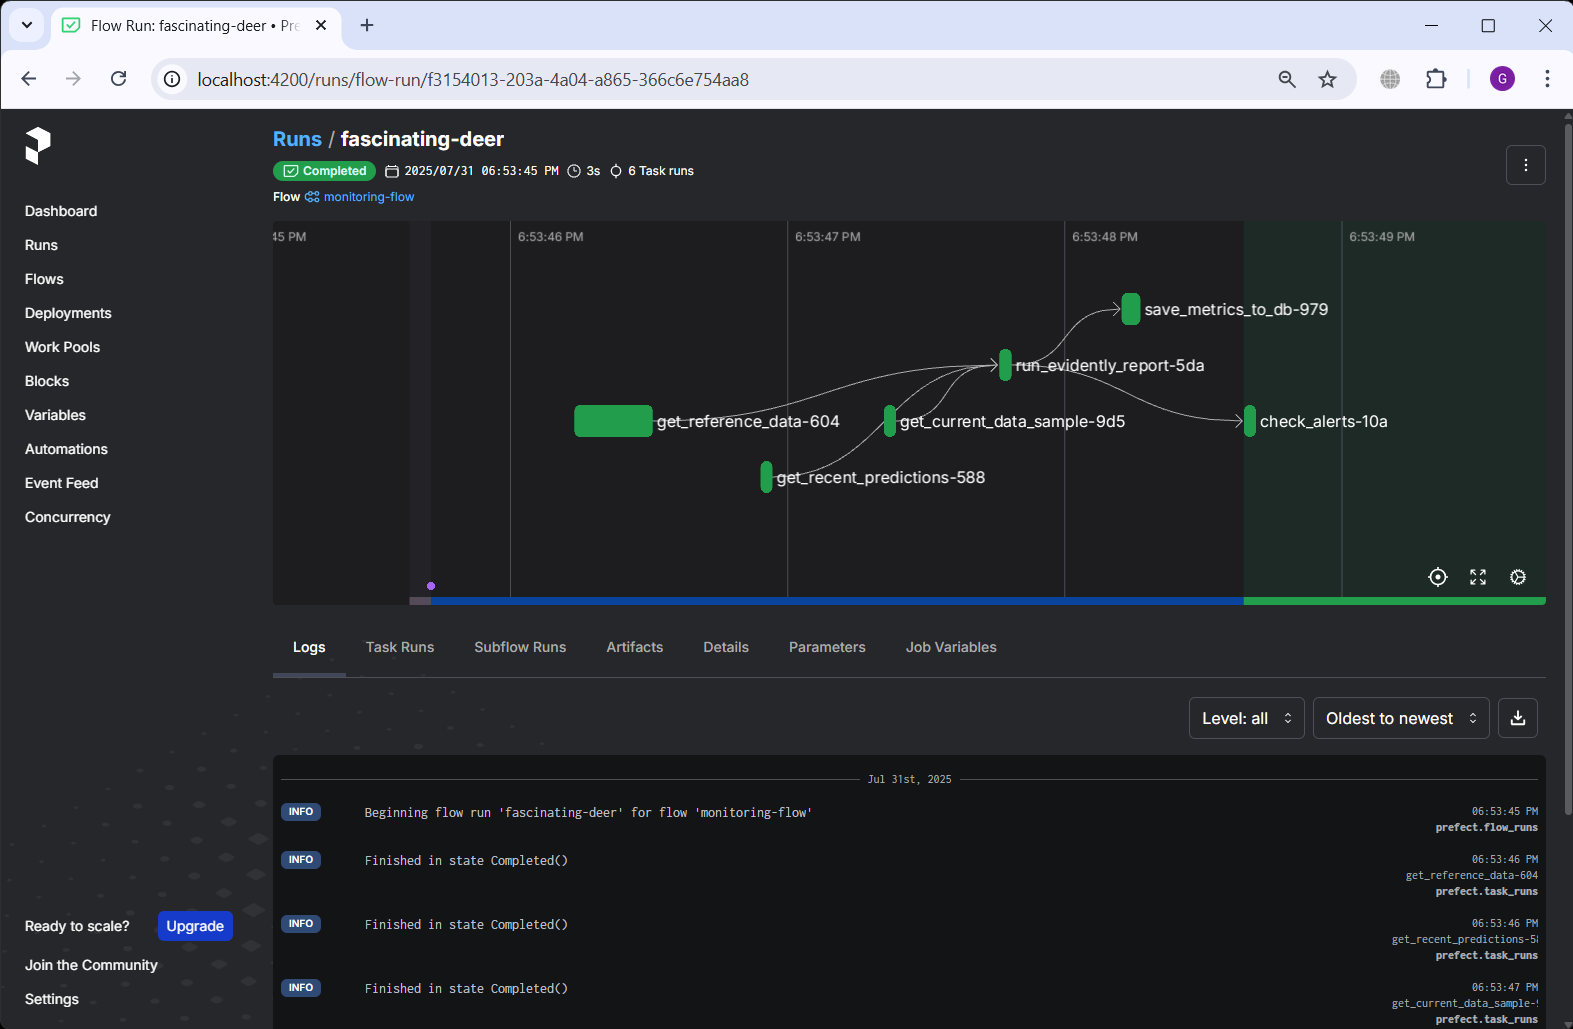 Flow Run: fascinating-deer • Pre
localhost:4200/runs/flow-run/f3154013-203a-4a04-a865-366c6e754aa8
G
Runs / fascinating-deer
Completed 2025/07/31 06:53:45 PM 3s 6 Task runs
Flow monitoring-flow
Dashboard
Runs
Flows
Deployments
Work Pools
Blocks
Variables
Automations
Event Feed
Concurrency
Ready to scale? Upgrade
Join the Community
Settings
45 PM 6:53:46 PM 6:53:47 PM 6:53:48 PM 6:53:49 PM
save_metrics_to_db-979
run_evidently_report-5da
get_reference_data-604 get_current_data_sample-9d5 check_alerts-10a
get_recent_predictions-588
Logs Task Runs Subflow Runs Artifacts Details Parameters Job Variables
Level: all Oldest to newest
Jul 31st, 2025
INFO Beginning flow run 'fascinating-deer' for flow 'monitoring-flow' 06:53:45 PM
prefect.flow_runs
INFO Finished in state Completed() 06:53:46 PM
get_reference_data-604
prefect.task_runs
INFO Finished in state Completed() 06:53:46 PM
get_recent_predictions-58
prefect.task_runs
INFO Finished in state Completed() 06:53:47 PM
get_current_data_sample-9
prefect.task_runs